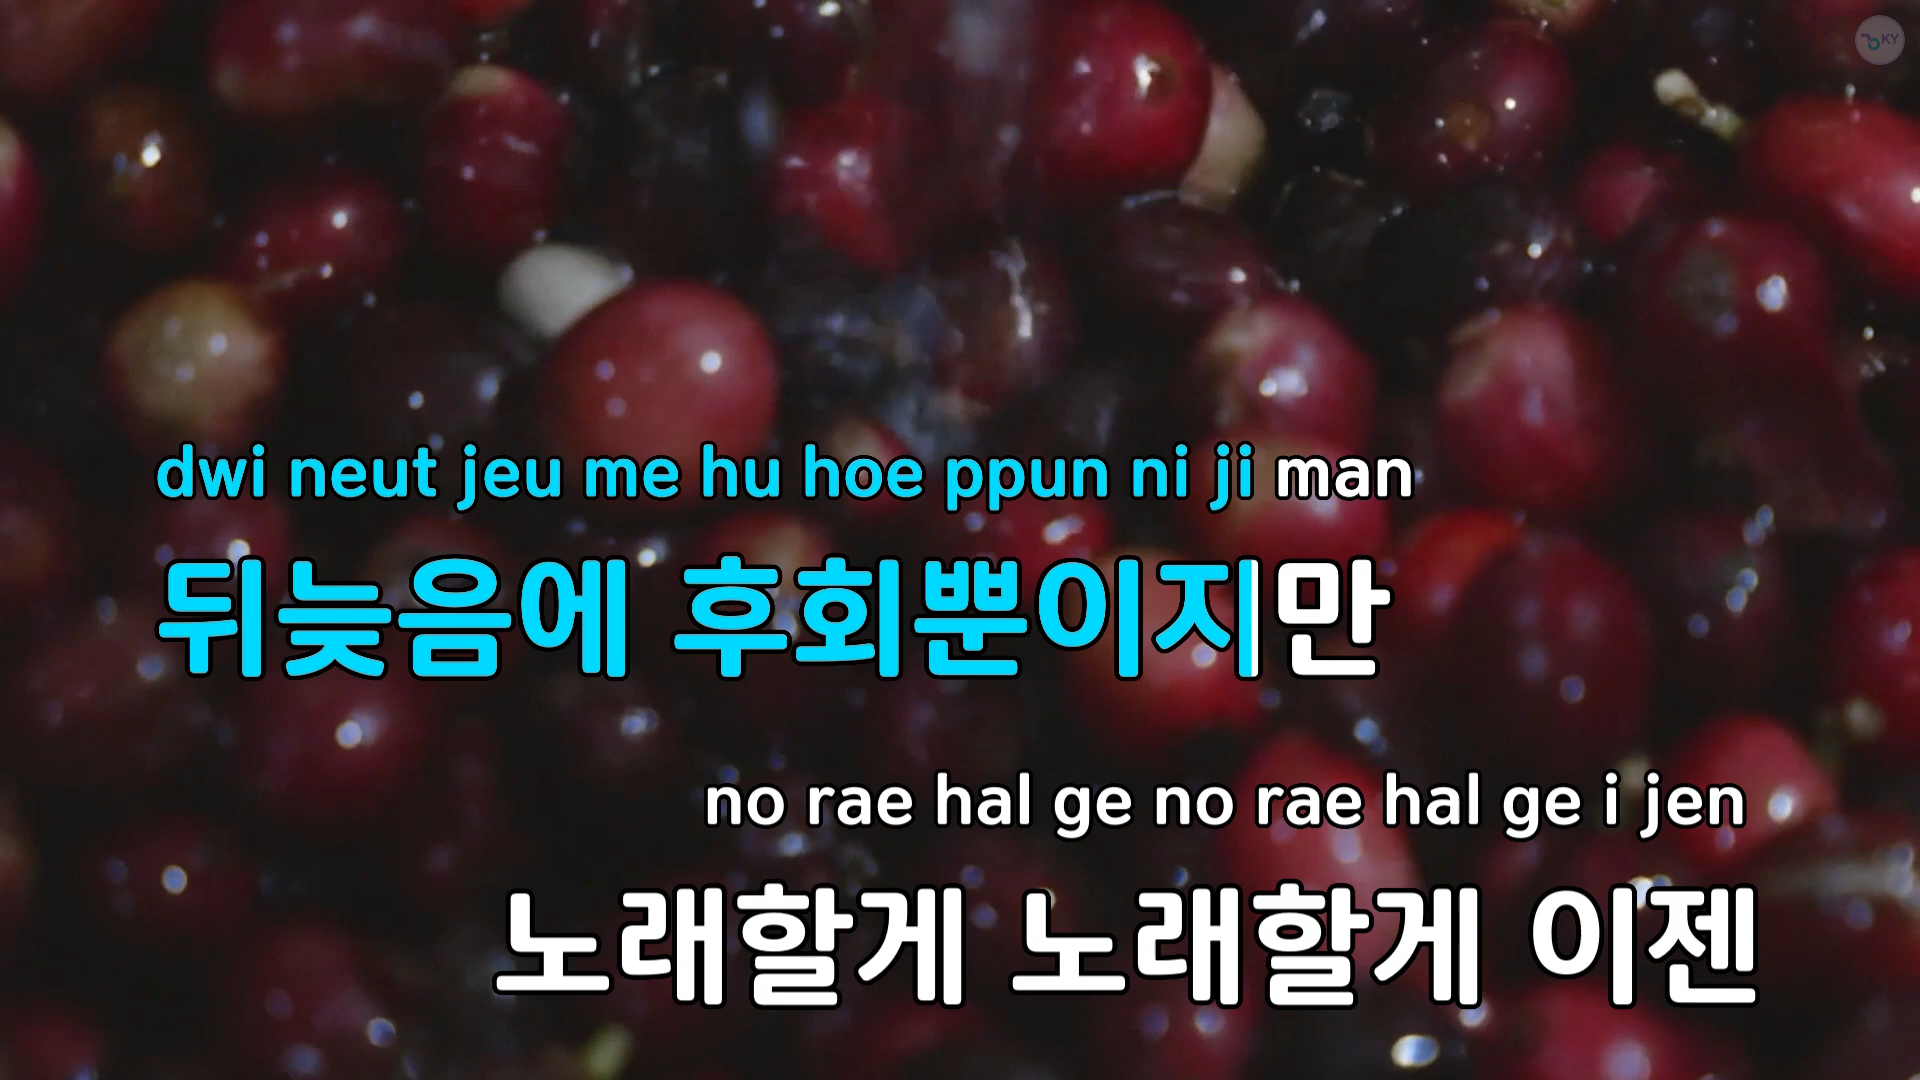 KY
dwi neut jeu me hu hoe ppun ni ji man
뒤늦음에 후회뿐이지만
no rae hal ge no rae hal ge i jen
노래할게 노래할게 이젠